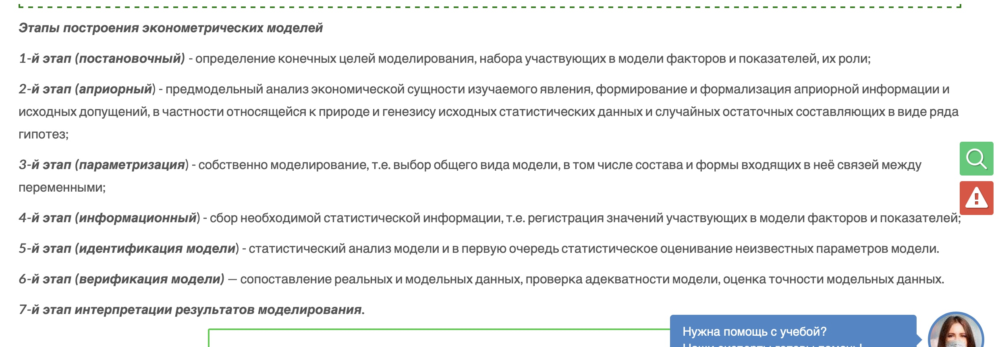 Этапы построения эконометрических моделей
1-й этап (постановочный) - определение конечных целей моделирования, набора участвующих в модели факторов и показателей, их роли;
2-й этап (априорный) - предмодельный анализ экономической сущности изучаемого явления, формирование и формализация априорной информации и
исходных допущений, в частности относящейся к природе и генезису исходных статистических данных и случайных остаточных составляющих в виде ряда
гипотез;
3-й этап (параметризация) - собственно моделирование, т.е. выбор общего вида модели, в том числе состава и формы входящих в неё связей между
переменными;
4-й этап (информационный) - сбор необходимой статистической информации, т.е. регистрация значений участвующих в модели факторов и показателей;
5-й этап (идентификация модели) - статистический анализ модели и в первую очередь статистическое оценивание неизвестных параметров модели.
6-й этап (верификация модели) — сопоставление реальных и модельных данных, проверка адекватности модели, оценка точности модельных данных.
7-й этап интерпретации результатов моделирования.
Нужна помощь с учебой?